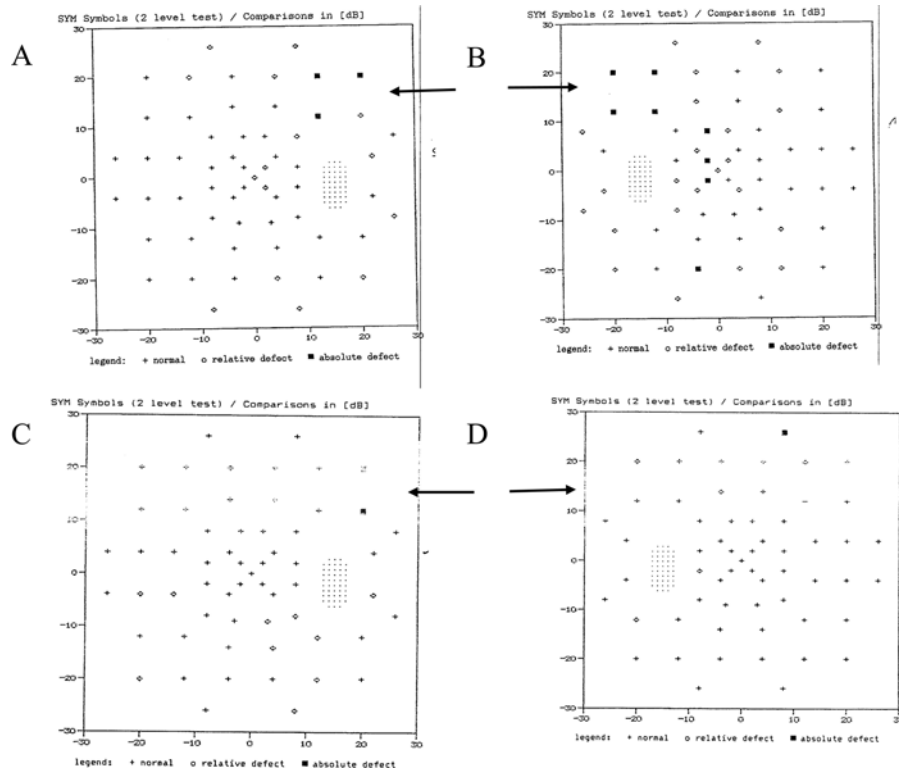 SYM Symbols (2 level test) / Comparisons in [dB]
A
30
20
10
0
-10
-20
-30
-30 -20 -10 0 10 20 30
legend: + normal o relative defect ■ absolute defect
SYM Symbols (2 level test) / Comparisons in [dB]
B
30
20
10
0
-10
-20
-30
-30 -20 -10 0 10 20 30
legend: + normal o relative defect ■ absolute defect
SYM Symbols (2 level test) / Comparisons in [dB]
C
30
20
10
0
-10
-20
-30
-30 -20 -10 0 10 20 30
legend: + normal o relative defect ■ absolute defect
SYM Symbols (2 level test) / Comparisons in [dB]
D
30
20
10
0
-10
-20
-30
-30 -20 -10 0 10 20 30
legend: + normal o relative defect ■ absolute defect